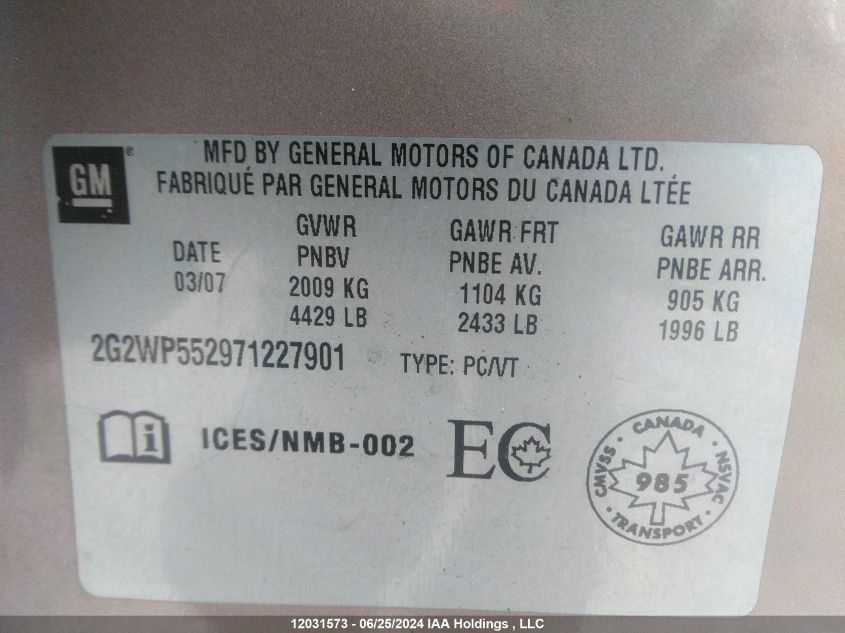 GM
MFD BY GENERAL MOTORS OF CANADA LTD.
FABRIQUÉ PAR GENERAL MOTORS DU CANADA LTÉE
DATE
03/07
GVWR
PNBV
2009 KG
4429 LB
GAWR FRT
PNBE AV.
1104 KG
2433 LB
GAWR RR
PNBE ARR.
905 KG
1996 LB
2G2WP552971227901 TYPE: PC/VT
i ICES/NMB-002 EC
CMVSS · CANADA · NSVAC · TRANSPORT ·
985
12031573 - 06/25/2024 IAA Holdings , LLC